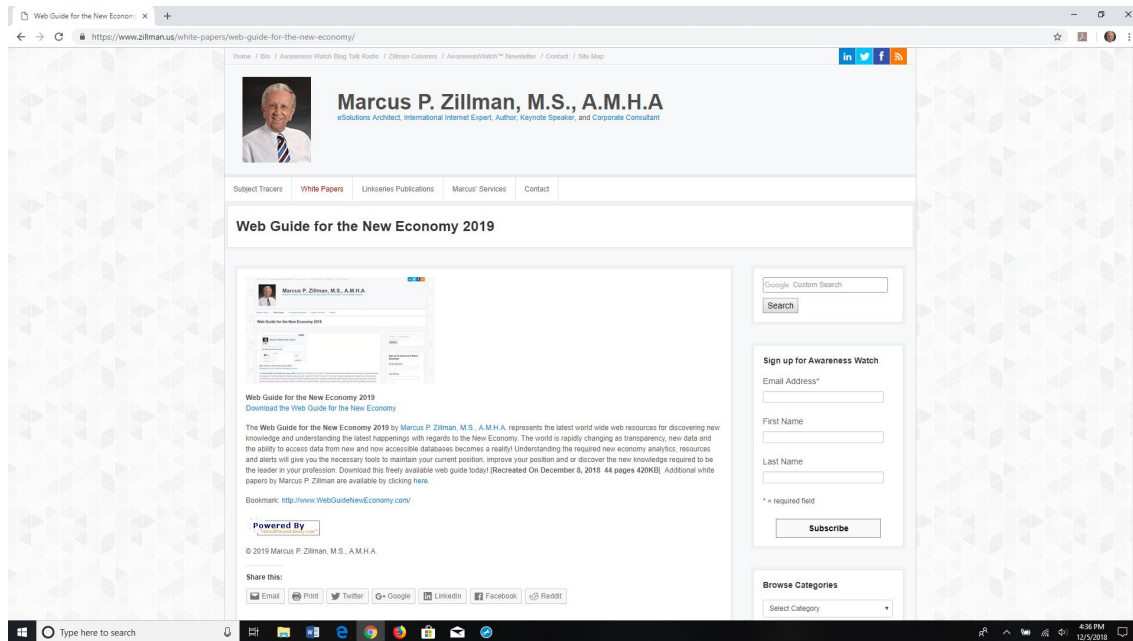 Web Guide for the New Economy
https://www.zillman.us/white-papers/web-guide-for-the-new-economy/
Home / Bio / Awareness Watch Blog Talk Radio / Zillman Columns / AwarenessWatch™ Newsletter / Contact / Site Map
Marcus P. Zillman, M.S., A.M.H.A
eSolutions Architect, International Internet Expert, Author, Keynote Speaker, and Corporate Consultant
Subject Tracers White Papers Linkseries Publications Marcus' Services Contact
Web Guide for the New Economy 2019
Marcus P. Zillman, M.S., A.M.H.A
Web Guide for the New Economy 2019
Web Guide for the New Economy 2019
Download the Web Guide for the New Economy
The Web Guide for the New Economy 2019 by Marcus P. Zillman, M.S., A.M.H.A. represents the latest world wide web resources for discovering new
knowledge and understanding the latest happenings with regards to the New Economy. The world is rapidly changing as transparency, new data and
the ability to access data from new and now accessible databases becomes a reality! Understanding the required new economy analytics, resources
and alerts will give you the necessary tools to maintain your current position, improve your position and or discover the new knowledge required to be
the leader in your profession. Download this freely available web guide today! [Recreated On December 8, 2018 44 pages 420KB] Additional white
papers by Marcus P. Zillman are available by clicking here.
Bookmark: http://www.WebGuideNewEconomy.com/
Powered By
© 2019 Marcus P. Zillman, M.S., A.M.H.A.
Share this:
Email Print Twitter G+ Google LinkedIn Facebook Reddit
Google Custom Search
Search
Sign up for Awareness Watch
Email Address*
First Name
Last Name
* = required field
Subscribe
Browse Categories
Select Category
Type here to search
4:36 PM
12/5/2018